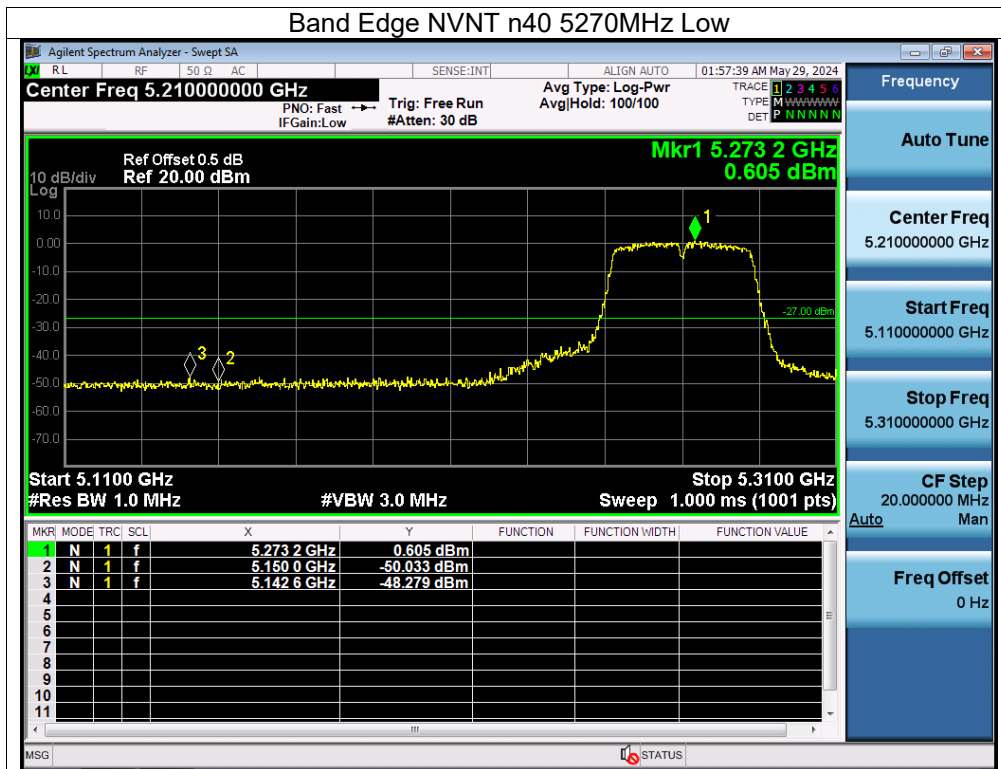 Band Edge NVNT n40 5270MHz Low
Agilent Spectrum Analyzer - Swept SA
LXI RL RF 50 Ω AC SENSE:INT ALIGN AUTO 01:57:39 AM May 29, 2024
Center Freq 5.210000000 GHz
PNO: Fast
IFGain:Low
Trig: Free Run
#Atten: 30 dB
Avg Type: Log-Pwr
Avg|Hold: 100/100
TRACE 1 2 3 4 5 6
TYPE M WWWWW
DET P N N N N N
Frequency
Auto Tune
Center Freq
5.210000000 GHz
Start Freq
5.110000000 GHz
Stop Freq
5.310000000 GHz
CF Step
20.000000 MHz
Auto Man
Freq Offset
0 Hz
Mkr1 5.273 2 GHz
0.605 dBm
Ref Offset 0.5 dB
10 dB/div Ref 20.00 dBm
Log
10.0
0.00
-10.0
-20.0
-30.0
-40.0
-50.0
-60.0
-70.0
1
-27.00 dBm
3
2
Start 5.1100 GHz Stop 5.3100 GHz
#Res BW 1.0 MHz #VBW 3.0 MHz Sweep 1.000 ms (1001 pts)
MKR MODE TRC SCL X Y FUNCTION FUNCTION WIDTH FUNCTION VALUE
1 N 1 f 5.273 2 GHz 0.605 dBm
2 N 1 f 5.150 0 GHz -50.033 dBm
3 N 1 f 5.142 6 GHz -48.279 dBm
4
5
6
7
8
9
10
11
MSG STATUS